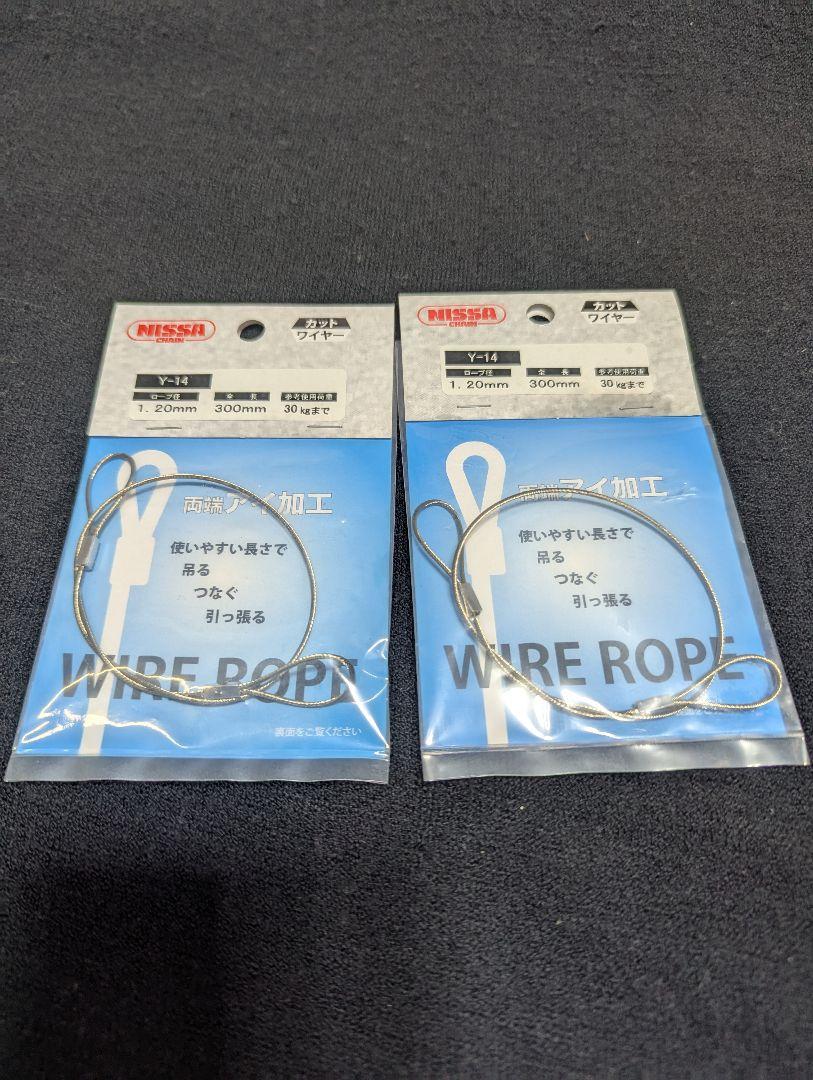 NISSA
CHAIN
カット
ワイヤー
Y-14
ロープ径
全長
参考使用荷重
1.20mm
300mm
30kgまで
両端アイ加工
使いやすい長さで
吊る
つなぐ
引っ張る
WIRE ROPE
裏面をご覧ください
NISSA
CHAIN
カット
ワイヤー
Y-14
ロープ径
全長
参考使用荷重
1.20mm
300mm
30kgまで
両端アイ加工
使いやすい長さで
吊る
つなぐ
引っ張る
WIRE ROPE